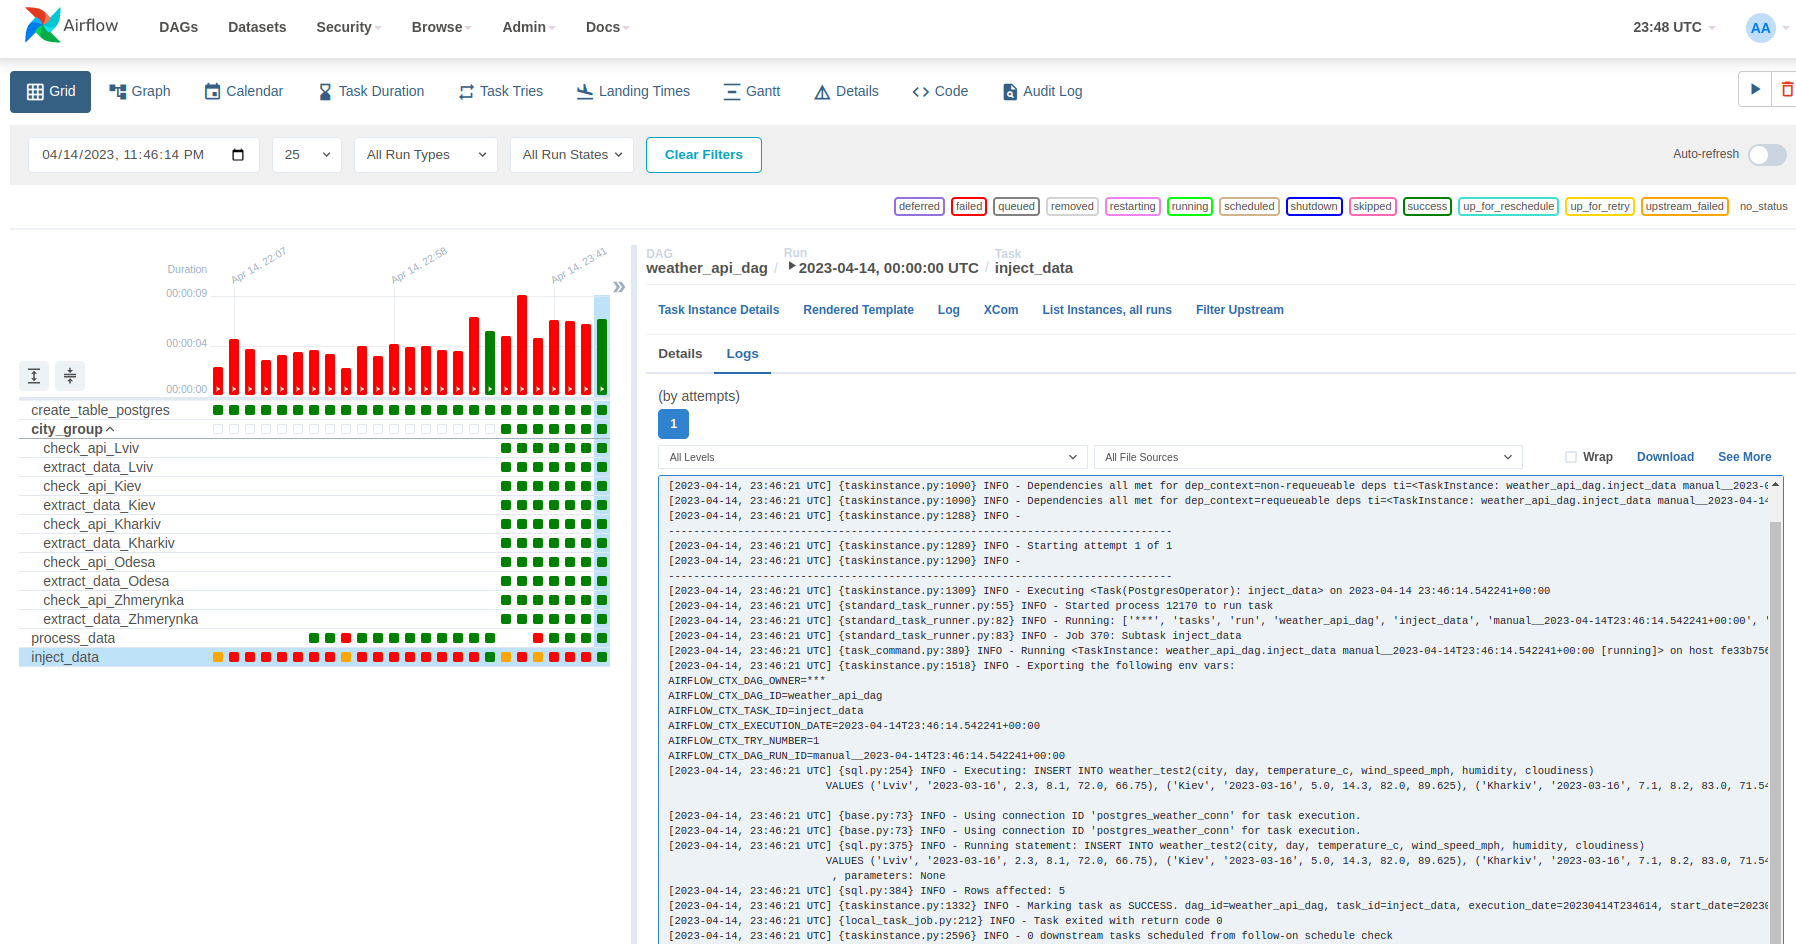 Airflow DAGs Datasets Security Browse Admin Docs 23:48 UTC AA
Grid Graph Calendar Task Duration Task Tries Landing Times Gantt Details Code Audit Log
04/14/2023, 11:46:14 PM 25 All Run Types All Run States Clear Filters Auto-refresh
deferred failed queued removed restarting running scheduled shutdown skipped success up_for_reschedule up_for_retry upstream_failed no_status
Duration
Apr 14, 22:07
Apr 14, 22:58
Apr 14, 23:41
00:00:09
00:00:04
00:00:00
create_table_postgres
city_group
check_api_Lviv
extract_data_Lviv
check_api_Kiev
extract_data_Kiev
check_api_Kharkiv
extract_data_Kharkiv
check_api_Odesa
extract_data_Odesa
check_api_Zhmerynka
extract_data_Zhmerynka
process_data
inject_data
DAG Run Task
weather_api_dag / 2023-04-14, 00:00:00 UTC / inject_data
Task Instance Details Rendered Template Log XCom List Instances, all runs Filter Upstream
Details Logs
(by attempts)
1
All Levels All File Sources Wrap Download See More
[2023-04-14, 23:46:21 UTC] {taskinstance.py:1090} INFO - Dependencies all met for dep_context=non-requeueable deps ti=<TaskInstance: weather_api_dag.inject_data manual__2023-0
[2023-04-14, 23:46:21 UTC] {taskinstance.py:1090} INFO - Dependencies all met for dep_context=requeueable deps ti=<TaskInstance: weather_api_dag.inject_data manual__2023-04-14
[2023-04-14, 23:46:21 UTC] {taskinstance.py:1288} INFO -
--------------------------------------------------------------------------------
[2023-04-14, 23:46:21 UTC] {taskinstance.py:1289} INFO - Starting attempt 1 of 1
[2023-04-14, 23:46:21 UTC] {taskinstance.py:1290} INFO -
--------------------------------------------------------------------------------
[2023-04-14, 23:46:21 UTC] {taskinstance.py:1309} INFO - Executing <Task(PostgresOperator): inject_data> on 2023-04-14 23:46:14.542241+00:00
[2023-04-14, 23:46:21 UTC] {standard_task_runner.py:55} INFO - Started process 12170 to run task
[2023-04-14, 23:46:21 UTC] {standard_task_runner.py:82} INFO - Running: ['***', 'tasks', 'run', 'weather_api_dag', 'inject_data', 'manual__2023-04-14T23:46:14.542241+00:00', '
[2023-04-14, 23:46:21 UTC] {standard_task_runner.py:83} INFO - Job 370: Subtask inject_data
[2023-04-14, 23:46:21 UTC] {task_command.py:389} INFO - Running <TaskInstance: weather_api_dag.inject_data manual__2023-04-14T23:46:14.542241+00:00 [running]> on host fe33b756
[2023-04-14, 23:46:21 UTC] {taskinstance.py:1518} INFO - Exporting the following env vars:
AIRFLOW_CTX_DAG_OWNER=***
AIRFLOW_CTX_DAG_ID=weather_api_dag
AIRFLOW_CTX_TASK_ID=inject_data
AIRFLOW_CTX_EXECUTION_DATE=2023-04-14T23:46:14.542241+00:00
AIRFLOW_CTX_TRY_NUMBER=1
AIRFLOW_CTX_DAG_RUN_ID=manual__2023-04-14T23:46:14.542241+00:00
[2023-04-14, 23:46:21 UTC] {sql.py:254} INFO - Executing: INSERT INTO weather_test2(city, day, temperature_c, wind_speed_mph, humidity, cloudiness)
VALUES ('Lviv', '2023-03-16', 2.3, 8.1, 72.0, 66.75), ('Kiev', '2023-03-16', 5.0, 14.3, 82.0, 89.625), ('Kharkiv', '2023-03-16', 7.1, 8.2, 83.0, 71.54
[2023-04-14, 23:46:21 UTC] {base.py:73} INFO - Using connection ID 'postgres_weather_conn' for task execution.
[2023-04-14, 23:46:21 UTC] {base.py:73} INFO - Using connection ID 'postgres_weather_conn' for task execution.
[2023-04-14, 23:46:21 UTC] {sql.py:375} INFO - Running statement: INSERT INTO weather_test2(city, day, temperature_c, wind_speed_mph, humidity, cloudiness)
VALUES ('Lviv', '2023-03-16', 2.3, 8.1, 72.0, 66.75), ('Kiev', '2023-03-16', 5.0, 14.3, 82.0, 89.625), ('Kharkiv', '2023-03-16', 7.1, 8.2, 83.0, 71.54
, parameters: None
[2023-04-14, 23:46:21 UTC] {sql.py:384} INFO - Rows affected: 5
[2023-04-14, 23:46:21 UTC] {taskinstance.py:1332} INFO - Marking task as SUCCESS. dag_id=weather_api_dag, task_id=inject_data, execution_date=20230414T234614, start_date=20230
[2023-04-14, 23:46:21 UTC] {local_task_job.py:212} INFO - Task exited with return code 0
[2023-04-14, 23:46:21 UTC] {taskinstance.py:2596} INFO - 0 downstream tasks scheduled from follow-on schedule check